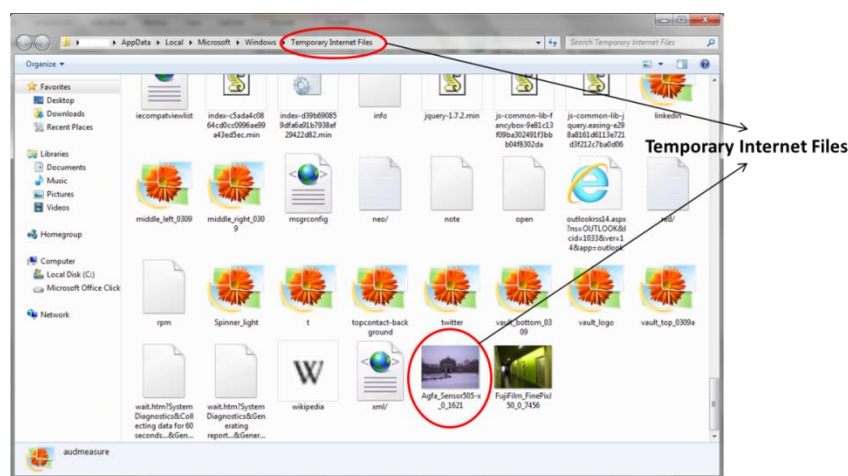 AppData ▸ Local ▸ Microsoft ▸ Windows ▸ Temporary Internet Files
Search Temporary Internet Files
Organize
Favorites
Desktop
Downloads
Recent Places
Libraries
Documents
Music
Pictures
Videos
Homegroup
Computer
Local Disk (C:)
Microsoft Office Click
Network
iecompatviewlist
index-c5ada4c08
64cd0cc0996ae99
a43ed5ec.min
index-d39b69085
9dfa6a91b7938ef
29422d82.min
info
jquery-1.7.2.min
js-common-lib-f
ancybox-9e81c13
f09ba302491f3bb
b04f8302da
js-common-lib-j
query.easing-e29
8a8161d6113e721
d3f212c7ba0d06
linkedin
middle_left_0309
middle_right_030
9
msgrconfig
neo/
note
open
outlookrss14.aspx
?ns=OUTLOOK&l
cid=1033&ver=1
4&app=outlook
red/
rpm
Spinner_light
t
topcontact-back
ground
twitter
vault_bottom_03
09
vault_logo
vault_top_0309a
wait.htm?System
Diagnostics&Coll
ecting data for 60
seconds...&Gen...
wait.htm?System
Diagnostics&Gen
erating
report...&Gener...
W
wikipedia
xml/
Agfa_Sensor505-x
_0_1621
FujiFilm_FinePixJ
50_0_7456
audmeasure
Temporary Internet Files